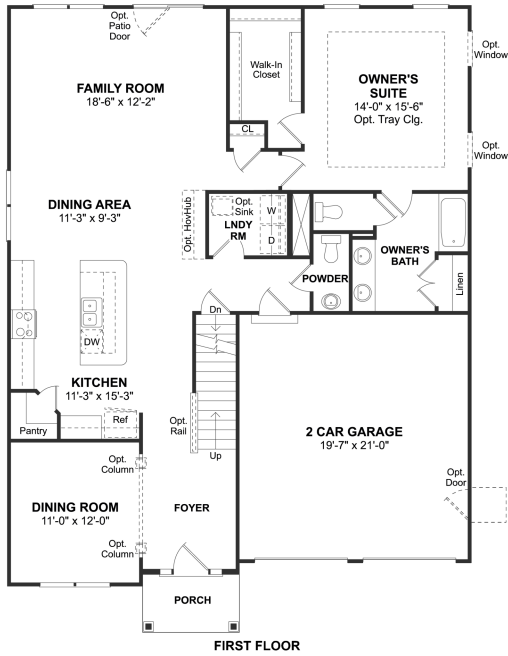 Opt.
Patio
Door
FAMILY ROOM
18'-6" x 12'-2"
Walk-In
Closet
CL
OWNER'S
SUITE
14'-0" x 15'-6"
Opt. Tray Clg.
Opt.
Window
Opt.
Window
DINING AREA
11'-3" x 9'-3"
Opt. HovHub
Opt.
Sink
W
LNDY
RM
D
POWDER
OWNER'S
BATH
Linen
Dn
DW
KITCHEN
11'-3" x 15'-3"
Ref
Pantry
Opt.
Rail
Up
2 CAR GARAGE
19'-7" x 21'-0"
Opt.
Door
Opt.
Column
DINING ROOM
11'-0" x 12'-0"
Opt.
Column
FOYER
PORCH
FIRST FLOOR